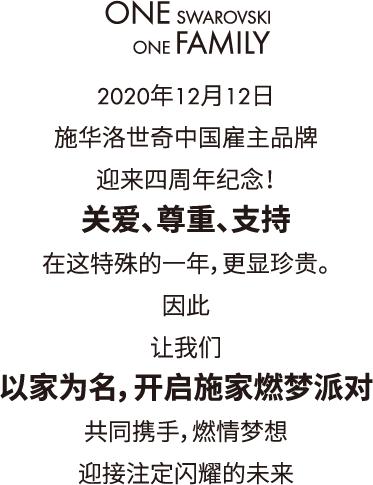 ONE SWAROVSKI
ONE FAMILY
2020年12月12日
施华洛世奇中国雇主品牌
迎来四周年纪念！
关爱、尊重、支持
在这特殊的一年，更显珍贵。
因此
让我们
以家为名，开启施家燃梦派对
共同携手，燃情梦想
迎接注定闪耀的未来